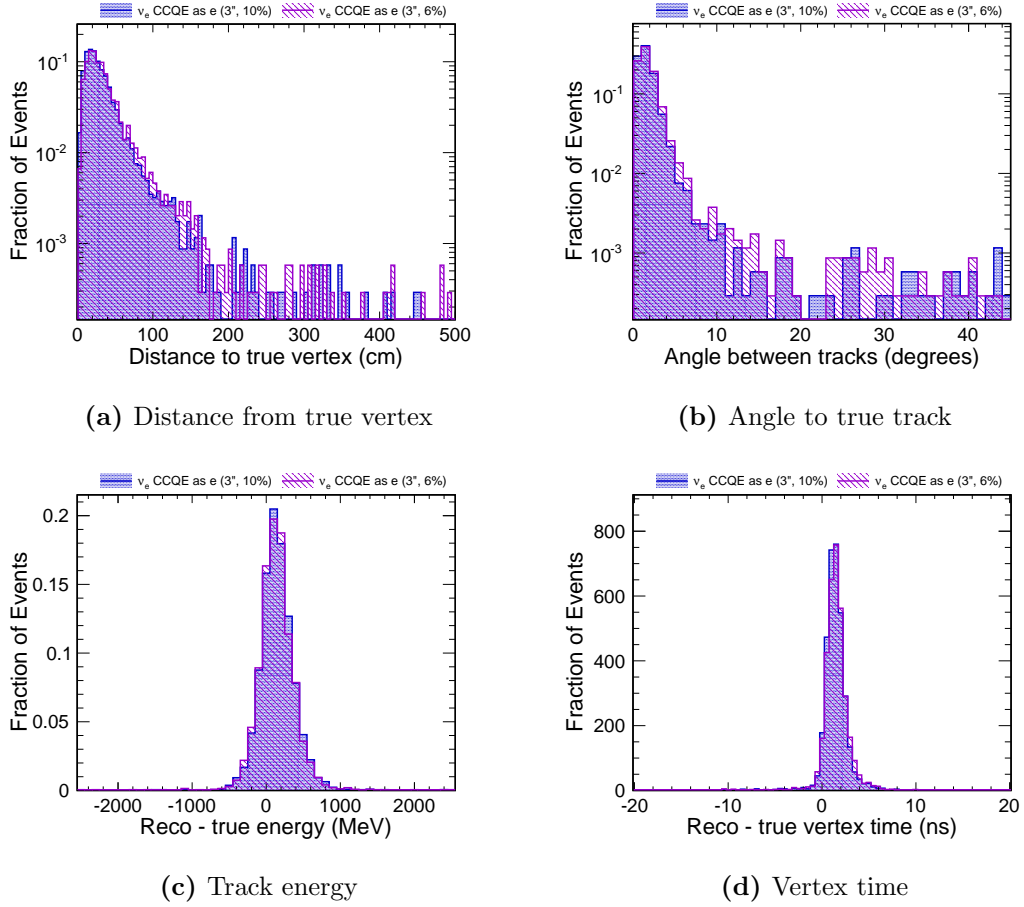 ν_e CCQE as e (3", 10%) ν_e CCQE as e (3", 6%)
Fraction of Events
10⁻¹
10⁻²
10⁻³
0 100 200 300 400 500
Distance to true vertex (cm)
(a) Distance from true vertex
ν_e CCQE as e (3", 10%) ν_e CCQE as e (3", 6%)
Fraction of Events
10⁻¹
10⁻²
10⁻³
0 10 20 30 40
Angle between tracks (degrees)
(b) Angle to true track
ν_e CCQE as e (3", 10%) ν_e CCQE as e (3", 6%)
Fraction of Events
0.2
0.15
0.1
0.05
0
-2000 -1000 0 1000 2000
Reco - true energy (MeV)
(c) Track energy
ν_e CCQE as e (3", 10%) ν_e CCQE as e (3", 6%)
Fraction of Events
800
600
400
200
0
-20 -10 0 10 20
Reco - true vertex time (ns)
(d) Vertex time